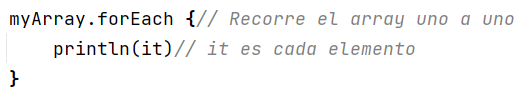 myArray.forEach {// Recorre el array uno a uno
    println(it)// it es cada elemento
}